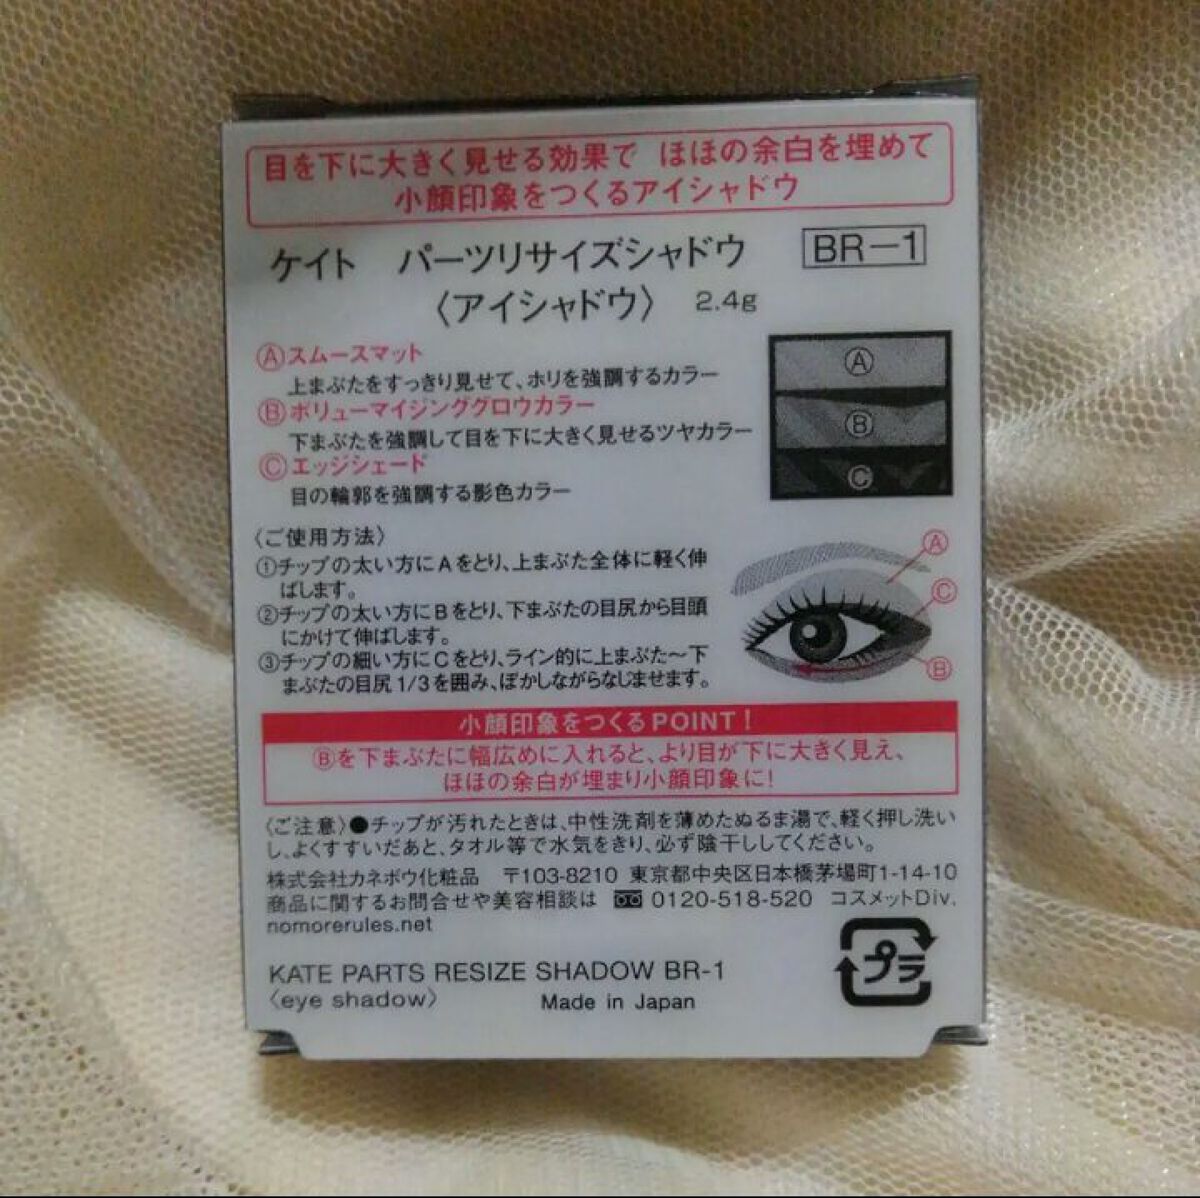 目を下に大きく見せる効果で ほほの余白を埋めて
小顔印象をつくるアイシャドウ
ケイト パーツリサイズシャドウ BR-1
〈アイシャドウ〉 2.4g
Ⓐスムースマット
上まぶたをすっきり見せて、ホリを強調するカラー
Ⓑボリューマイジンググロウカラー
下まぶたを強調して目を下に大きく見せるツヤカラー
Ⓒエッジシェード
目の輪郭を強調する影色カラー
Ⓐ
Ⓑ
Ⓒ
〈ご使用方法〉
①チップの太い方にAをとり、上まぶた全体に軽く伸
ばします。
②チップの太い方にBをとり、下まぶたの目尻から目頭
にかけて伸ばします。
③チップの細い方にCをとり、ライン的に上まぶた～下
まぶたの目尻1/3を囲み、ぼかしながらなじませます。
Ⓐ
Ⓒ
Ⓑ
小顔印象をつくるPOINT!
Ⓑを下まぶたに幅広めに入れると、より目が下に大きく見え、
ほほの余白が埋まり小顔印象に!
〈ご注意〉●チップが汚れたときは、中性洗剤を薄めたぬるま湯で、軽く押し洗い
し、よくすすいだあと、タオル等で水気をきり、必ず陰干ししてください。
株式会社カネボウ化粧品 〒103-8210 東京都中央区日本橋茅場町1-14-10
商品に関するお問合せや美容相談は 0120-518-520 コスメットDiv.
nomorerules.net
KATE PARTS RESIZE SHADOW BR-1
〈eye shadow〉 Made in Japan
プラ